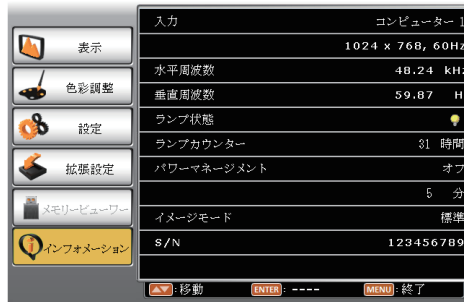 表示
色彩調整
設定
拡張設定
メモリービューワー
インフォメーション
入力 コンピューター 1
1024 x 768, 60Hz
水平周波数 48.24 kHz
垂直周波数 59.87 H
ランプ状態
ランプカウンター 31 時間
パワーマネージメント オフ
5 分
イメージモード 標準
S/N 123456789
:移動 ENTER : ---- MENU :終了